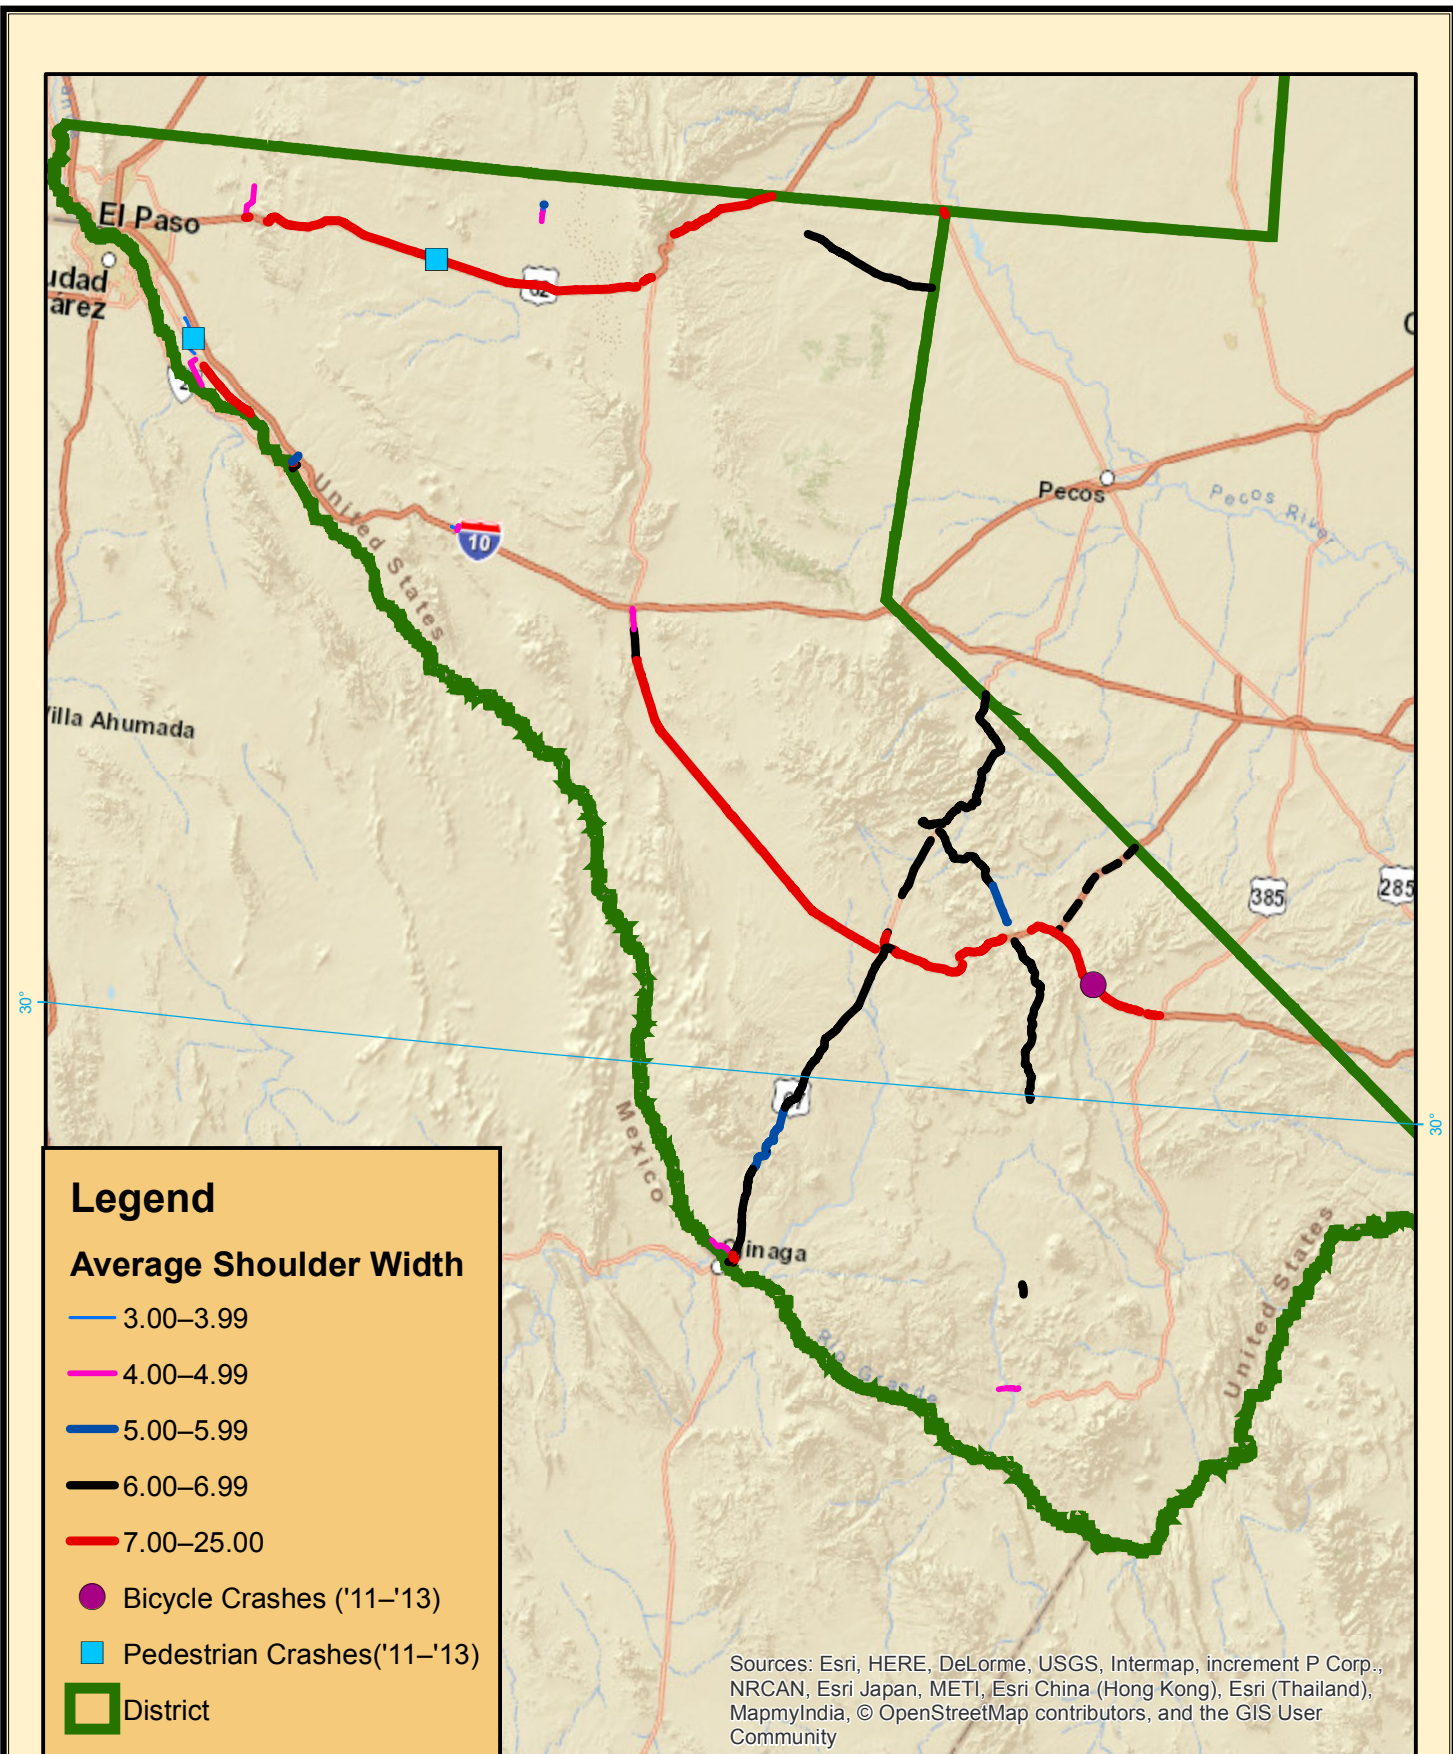 El Paso
udad
árez
62
10
United States
Pecos
Pecos River
illa Ahumada
385
285
30°
30°
67
Mexico
Ojinaga
Rio Grande
United States
Legend
Average Shoulder Width
3.00–3.99
4.00–4.99
5.00–5.99
6.00–6.99
7.00–25.00
Bicycle Crashes ('11–'13)
Pedestrian Crashes('11–'13)
District
Sources: Esri, HERE, DeLorme, USGS, Intermap, increment P Corp.,
NRCAN, Esri Japan, METI, Esri China (Hong Kong), Esri (Thailand),
MapmyIndia, © OpenStreetMap contributors, and the GIS User
Community